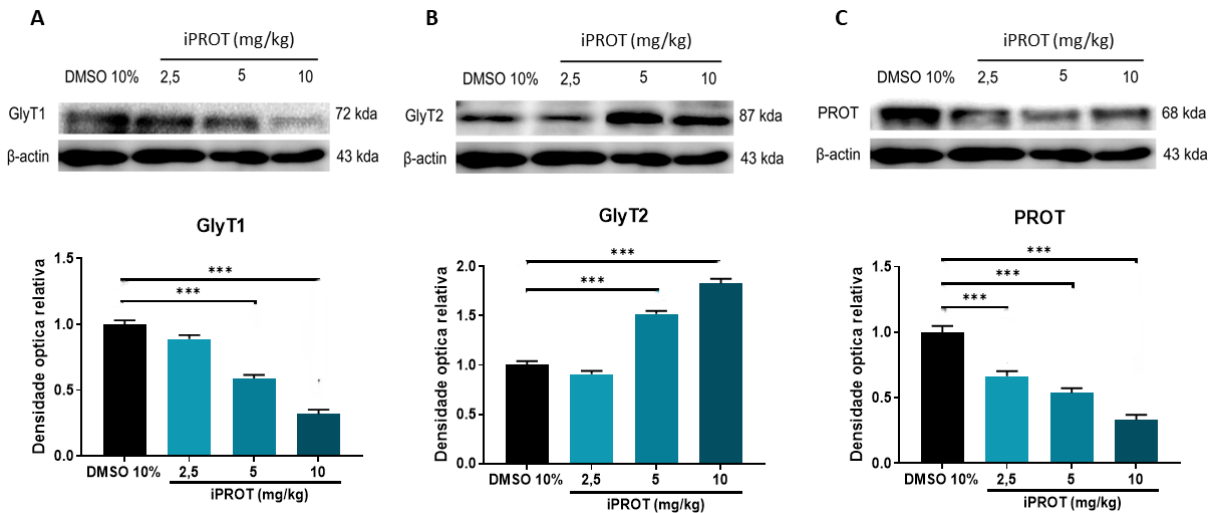 A
iPROT (mg/kg)
DMSO 10% 2,5 5 10
GlyT1 72 kda
β-actin 43 kda
GlyT1
Densidade optica relativa
1.5
1.0
0.5
0.0
***
***
DMSO 10% 2,5 5 10
iPROT (mg/kg)
B
iPROT (mg/kg)
DMSO 10% 2,5 5 10
GlyT2 87 kda
β-actin 43 kda
GlyT2
Densidade optica relativa
2.0
1.5
1.0
0.5
0.0
***
***
DMSO 10% 2,5 5 10
iPROT (mg/kg)
C
iPROT (mg/kg)
DMSO 10% 2,5 5 10
PROT 68 kda
β-actin 43 kda
PROT
Densidade optica relativa
1.5
1.0
0.5
0.0
***
***
***
DMSO 10% 2,5 5 10
iPROT (mg/kg)